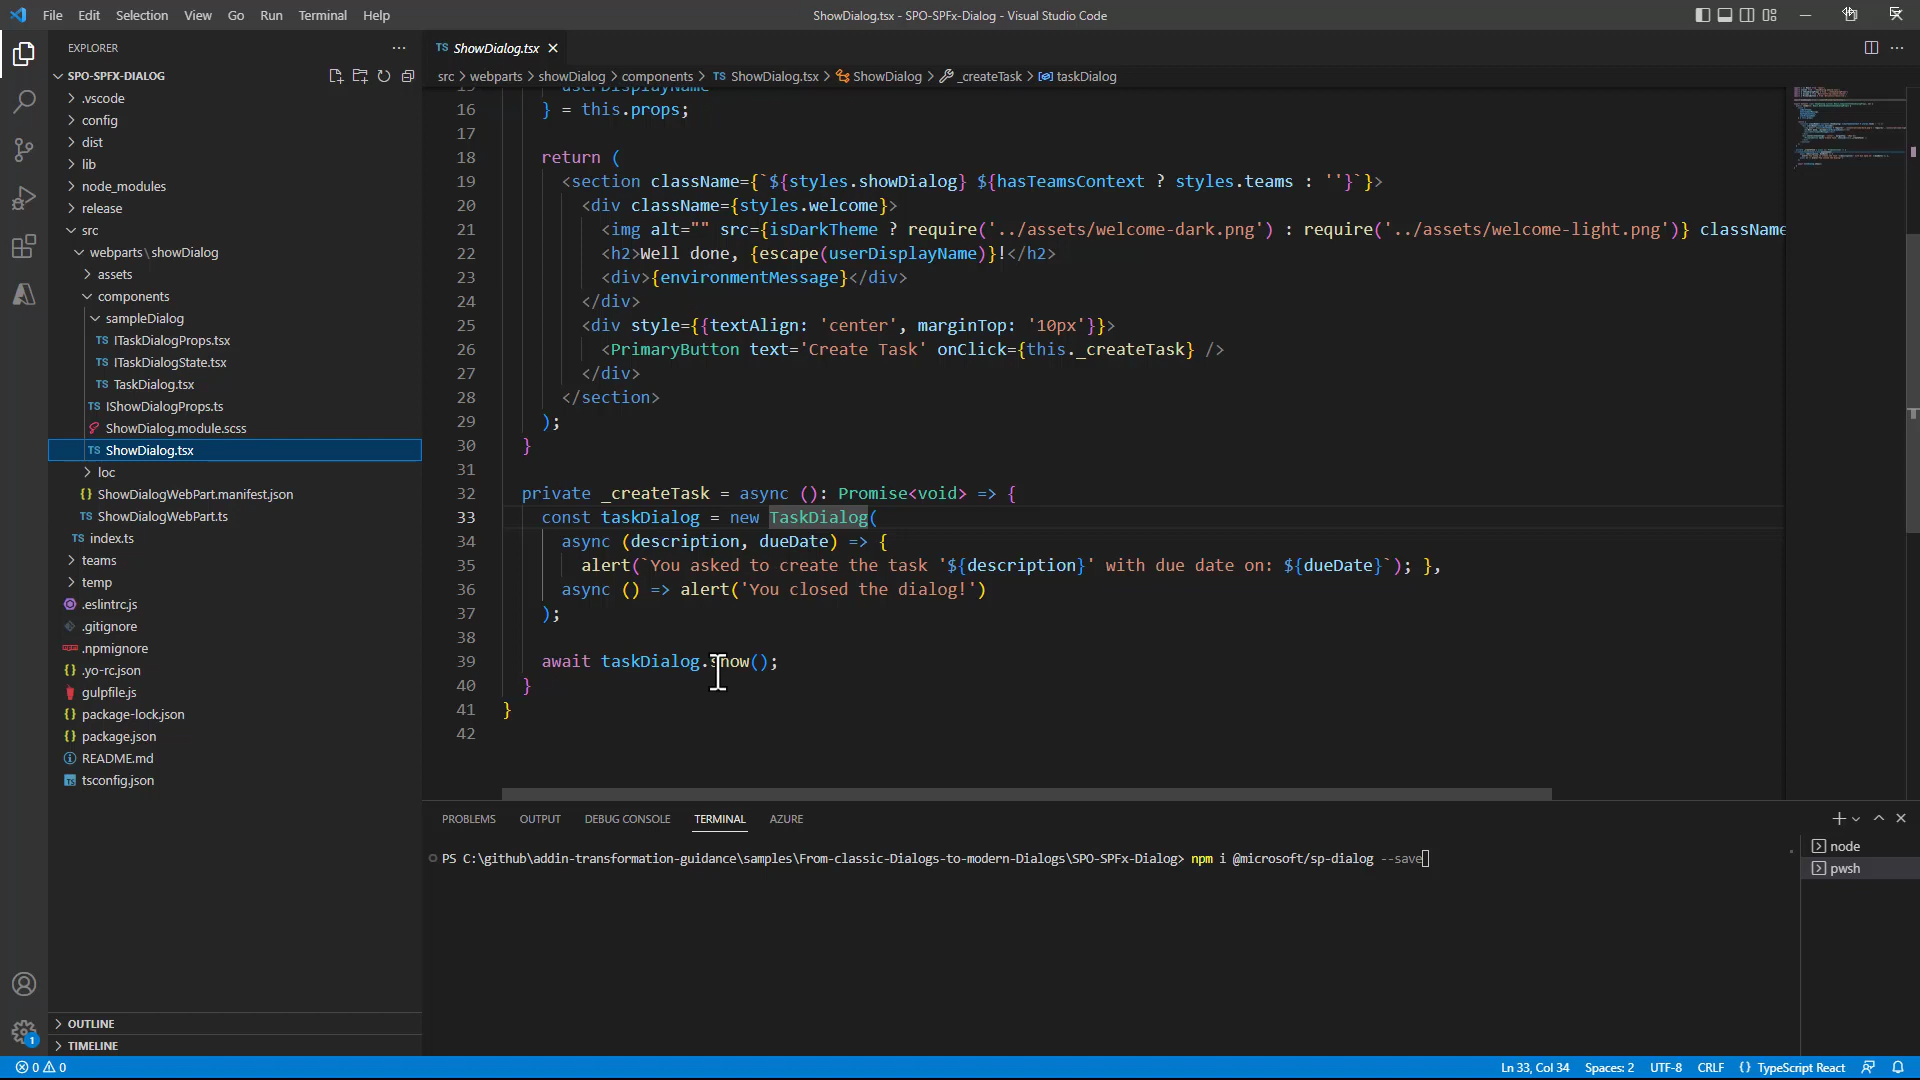 File Edit Selection View Go Run Terminal Help
ShowDialog.tsx - SPO-SPFx-Dialog - Visual Studio Code
EXPLORER
SPO-SPFX-DIALOG
.vscode
config
dist
lib
node_modules
release
src
webparts \ showDialog
assets
components
sampleDialog
TS ITaskDialogProps.tsx
TS ITaskDialogState.tsx
TS TaskDialog.tsx
TS IShowDialogProps.ts
ShowDialog.module.scss
TS ShowDialog.tsx
loc
{} ShowDialogWebPart.manifest.json
TS ShowDialogWebPart.ts
TS index.ts
teams
temp
.eslintrc.js
.gitignore
.npmignore
{} .yo-rc.json
gulpfile.js
{} package-lock.json
{} package.json
README.md
tsconfig.json
OUTLINE
TIMELINE
TS ShowDialog.tsx
src > webparts > showDialog > components > TS ShowDialog.tsx > ShowDialog > _createTask > taskDialog
15 userDisplayName
16 } = this.props;
17
18 return (
19 <section className={`${styles.showDialog} ${hasTeamsContext ? styles.teams : ''}`}>
20 <div className={styles.welcome}>
21 <img alt="" src={isDarkTheme ? require('../assets/welcome-dark.png') : require('../assets/welcome-light.png')} className
22 <h2>Well done, {escape(userDisplayName)}!</h2>
23 <div>{environmentMessage}</div>
24 </div>
25 <div style={{textAlign: 'center', marginTop: '10px'}}>
26 <PrimaryButton text='Create Task' onClick={this._createTask} />
27 </div>
28 </section>
29 );
30 }
31
32 private _createTask = async (): Promise<void> => {
33 const taskDialog = new TaskDialog(
34 async (description, dueDate) => {
35 alert(`You asked to create the task '${description}' with due date on: ${dueDate}`); },
36 async () => alert('You closed the dialog!')
37 );
38
39 await taskDialog.show();
40 }
41 }
42
PROBLEMS OUTPUT DEBUG CONSOLE TERMINAL AZURE
PS C:\github\addin-transformation-guidance\samples\From-classic-Dialogs-to-modern-Dialogs\SPO-SPFx-Dialog> npm i @microsoft/sp-dialog --save
node
pwsh
1
0 0
Ln 33, Col 34 Spaces: 2 UTF-8 CRLF {} TypeScript React